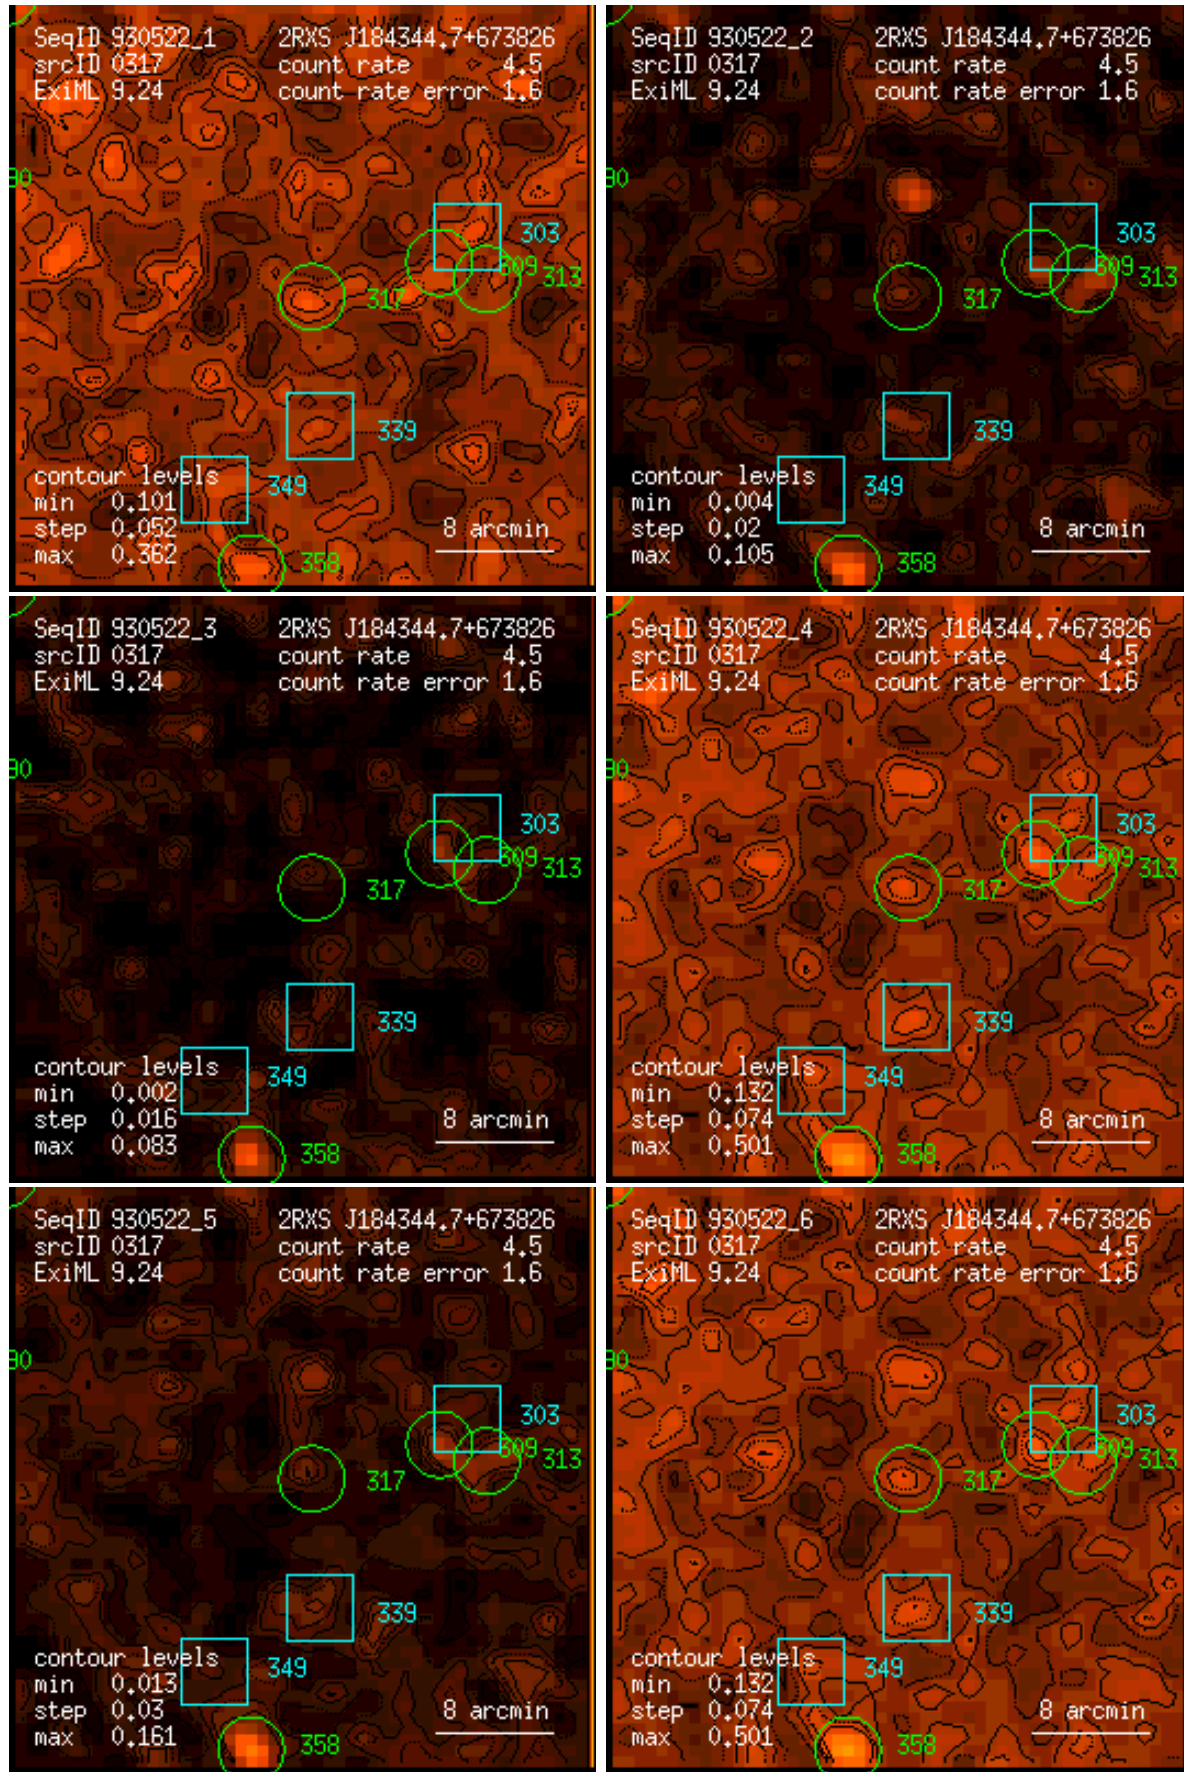 SeqID 930522_1 2RXS J184344.7+673826
srcID 0317 count rate 4.5
ExiML 9.24 count rate error 1.6
90
303
309 313
317
339
contour levels
349
min 0.101
step 0.052 8 arcmin
max 0.362
358
SeqID 930522_2 2RXS J184344.7+673826
srcID 0317 count rate 4.5
ExiML 9.24 count rate error 1.6
90
303
309 313
317
339
contour levels
349
min 0.004
step 0.02 8 arcmin
max 0.105
358
SeqID 930522_3 2RXS J184344.7+673826
srcID 0317 count rate 4.5
ExiML 9.24 count rate error 1.6
90
303
309 313
317
339
contour levels
349
min 0.002
step 0.016 8 arcmin
max 0.083
358
SeqID 930522_4 2RXS J184344.7+673826
srcID 0317 count rate 4.5
ExiML 9.24 count rate error 1.6
90
303
309 313
317
339
contour levels
349
min 0.132
step 0.074 8 arcmin
max 0.501
358
SeqID 930522_5 2RXS J184344.7+673826
srcID 0317 count rate 4.5
ExiML 9.24 count rate error 1.6
90
303
309 313
317
339
contour levels
349
min 0.013
step 0.03 8 arcmin
max 0.161
358
SeqID 930522_6 2RXS J184344.7+673826
srcID 0317 count rate 4.5
ExiML 9.24 count rate error 1.6
90
303
309 313
317
339
contour levels
349
min 0.132
step 0.074 8 arcmin
max 0.501
358